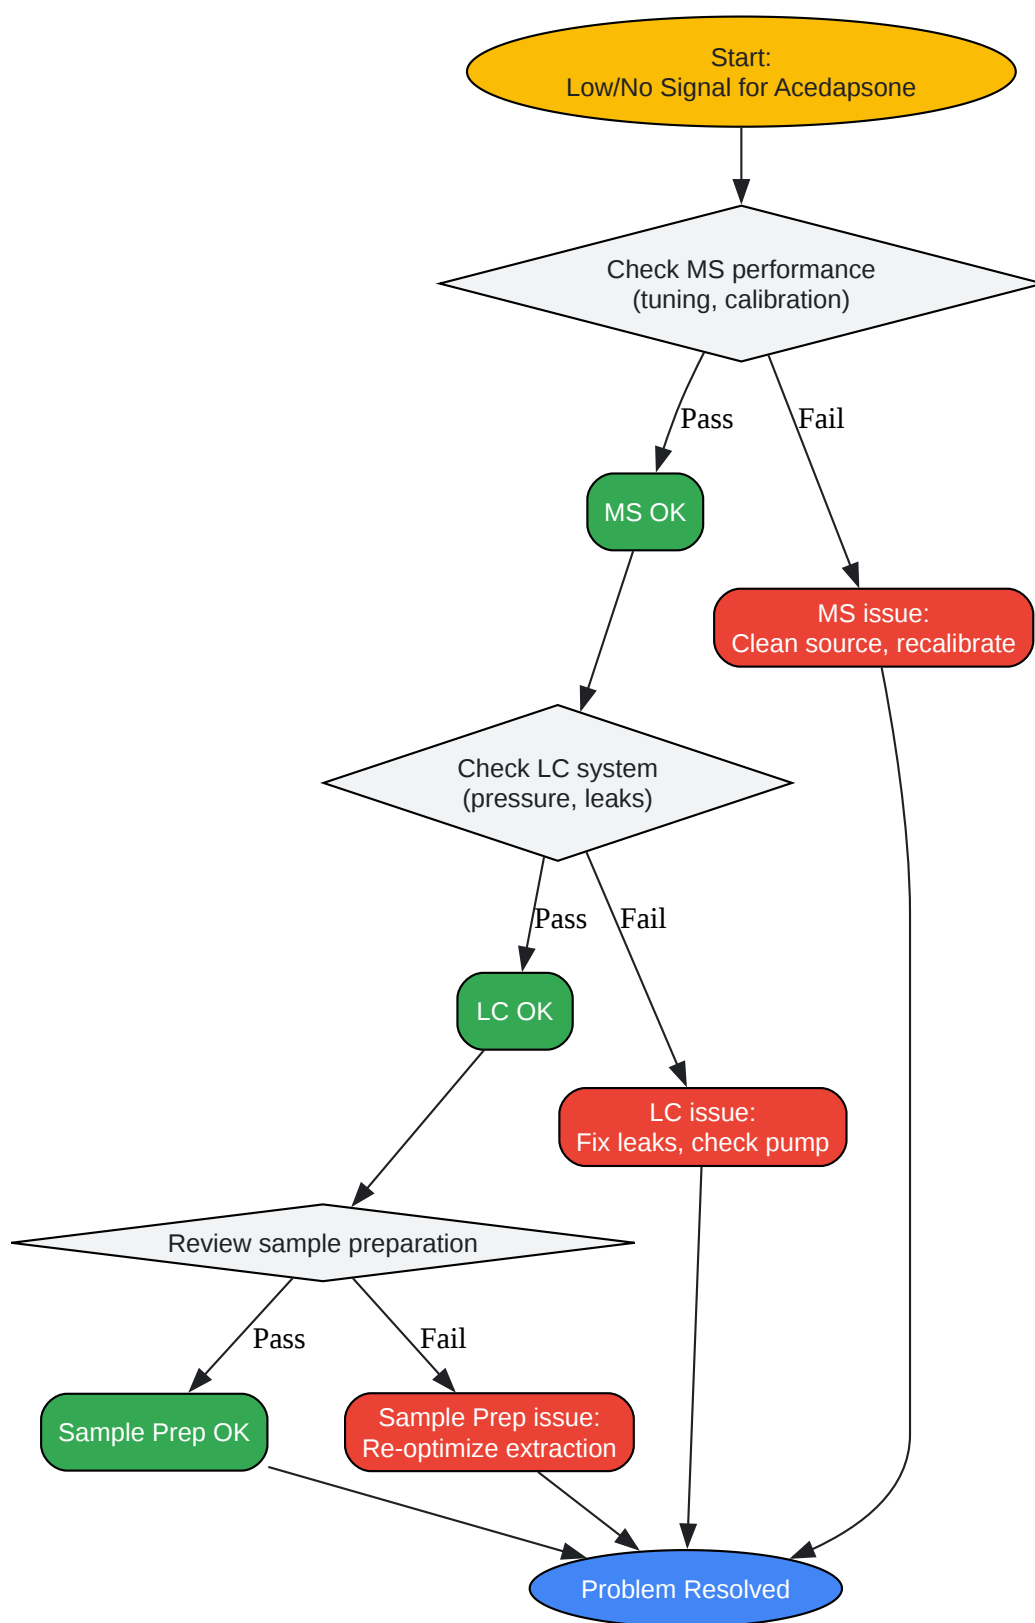 Start:
Low/No Signal for Acedapsone
Check MS performance
(tuning, calibration)
Pass
Fail
MS OK
MS issue:
Clean source, recalibrate
Check LC system
(pressure, leaks)
Pass
Fail
LC OK
LC issue:
Fix leaks, check pump
Review sample preparation
Pass
Fail
Sample Prep OK
Sample Prep issue:
Re-optimize extraction
Problem Resolved